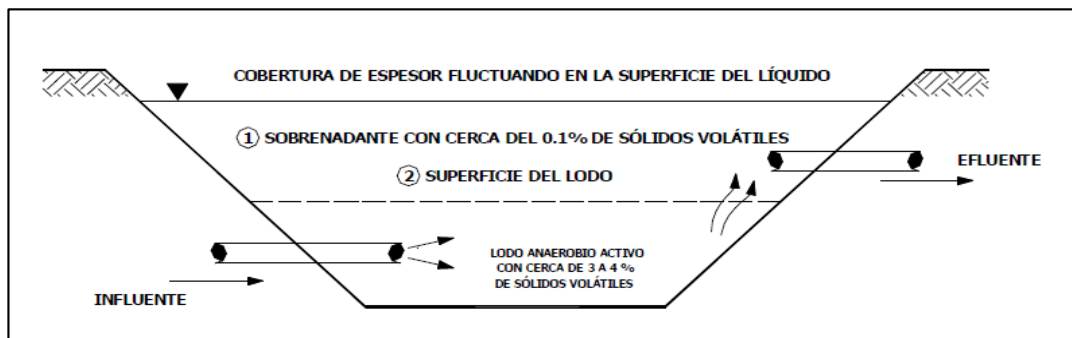 COBERTURA DE ESPESOR FLUCTUANDO EN LA SUPERFICIE DEL LÍQUIDO
1 SOBRENADANTE CON CERCA DEL 0.1% DE SÓLIDOS VOLÁTILES
EFLUENTE
2 SUPERFICIE DEL LODO
LODO ANAEROBIO ACTIVO
CON CERCA DE 3 A 4 %
DE SÓLIDOS VOLÁTILES
INFLUENTE